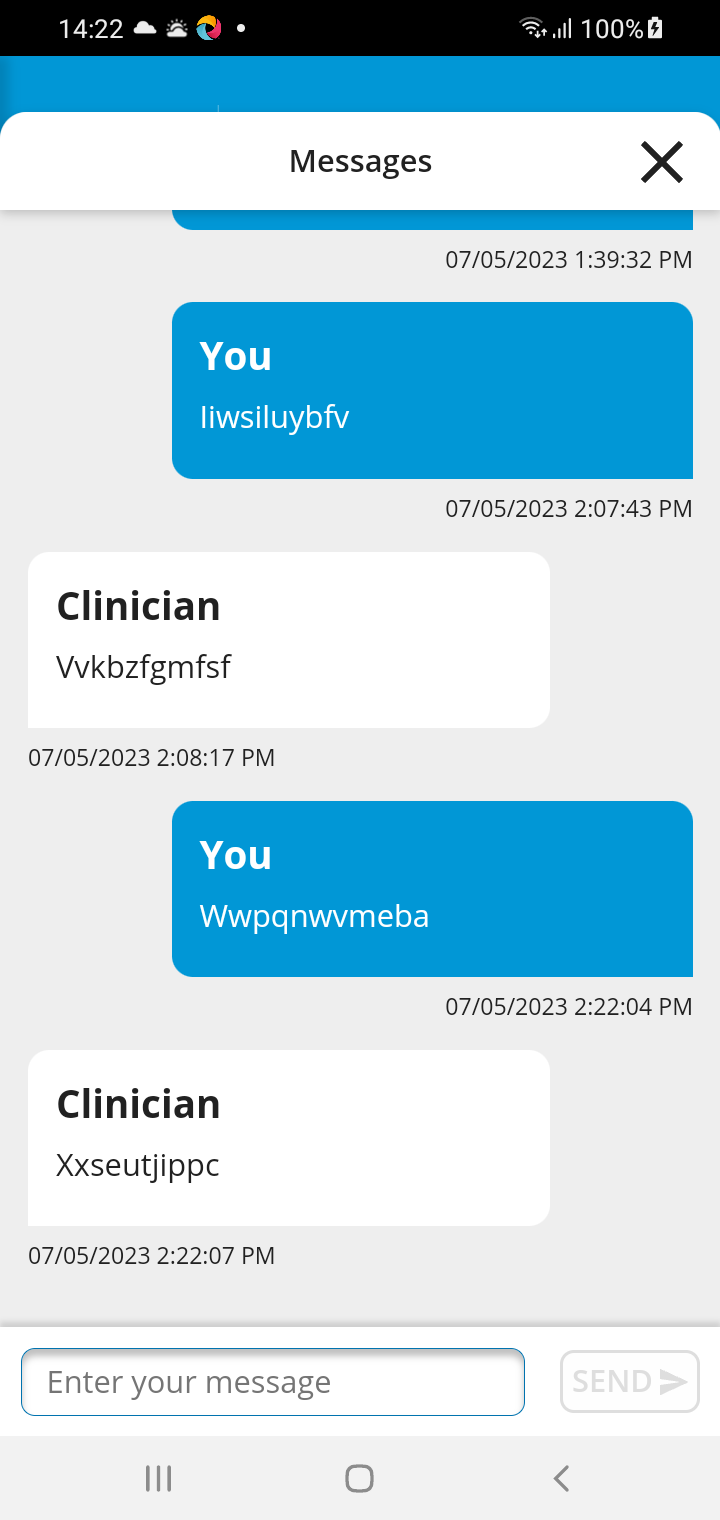 14:22 100%
Messages
07/05/2023 1:39:32 PM
You
Iiwsiluybfv
07/05/2023 2:07:43 PM
Clinician
Vvkbzfgmfsf
07/05/2023 2:08:17 PM
You
Wwpqnwvmeba
07/05/2023 2:22:04 PM
Clinician
Xxseutjippc
07/05/2023 2:22:07 PM
Enter your message SEND